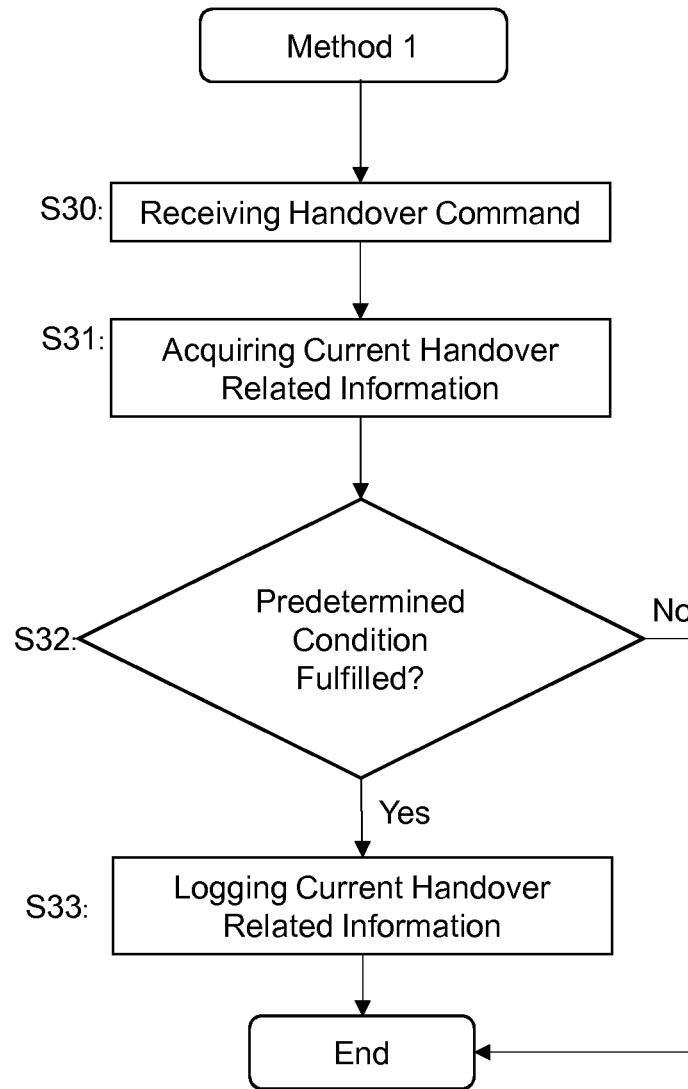 Method 1
S30:
Receiving Handover Command
S31:
Acquiring Current Handover
Related Information
S32:
Predetermined
Condition
Fulfilled?
No
Yes
S33:
Logging Current Handover
Related Information
End